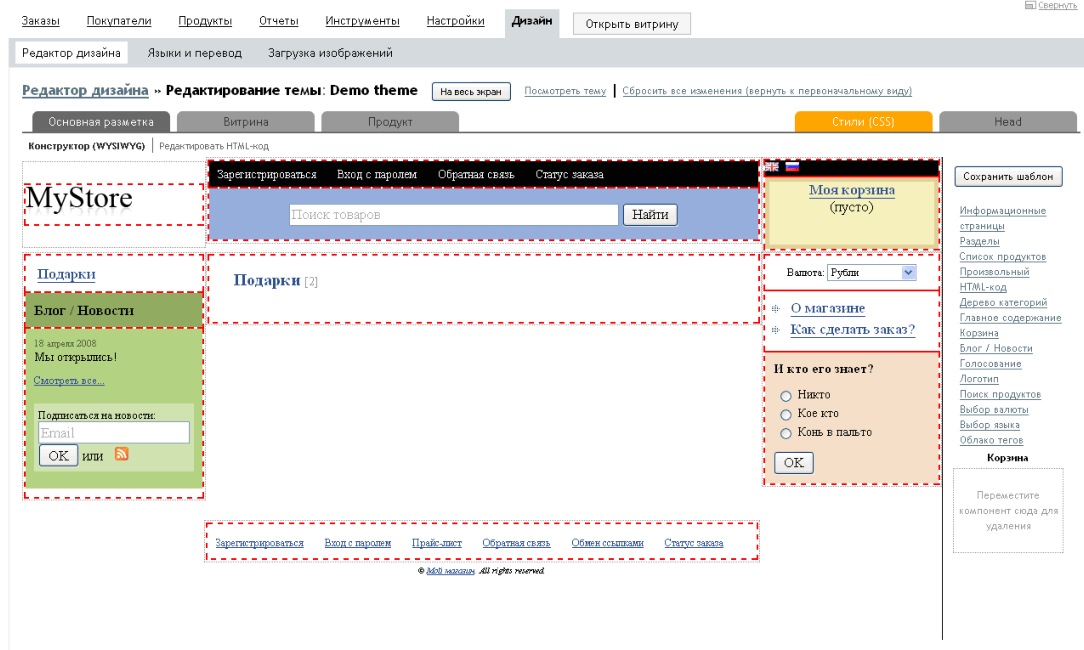 Свернуть
Заказы Покупатели Продукты Отчеты Инструменты Настройки Дизайн Открыть витрину
Редактор дизайна Языки и перевод Загрузка изображений
Редактор дизайна » Редактирование темы: Demo theme На весь экран Посмотреть тему Сбросить все изменения (вернуть к первоначальному виду)
Основная разметка Витрина Продукт Стили (CSS) Head
Конструктор (WYSIWYG) Редактировать HTML-код
MyStore
Зарегистрироваться Вход с паролем Обратная связь Статус заказа
Поиск товаров Найти
Моя корзина
(пусто)
Подарки
Блог / Новости
18 апреля 2008
Мы открылись!
Смотреть все...
Подписаться на новости:
Email
OK или
Подарки [2]
Валюта: Рубли
О магазине
Как сделать заказ?
И кто его знает?
Никто
Кое кто
Конь в пальто
OK
Зарегистрироваться Вход с паролем Прайс-лист Обратная связь Обмен ссылками Статус заказа
© Мой магазин. All rights reserved.
Сохранить шаблон
Информационные
страницы
Разделы
Список продуктов
Произвольный
HTML-код
Дерево категорий
Главное содержание
Корзина
Блог / Новости
Голосование
Логотип
Поиск продуктов
Выбор валюты
Выбор языка
Облако тегов
Корзина
Переместите
компонент сюда для
удаления